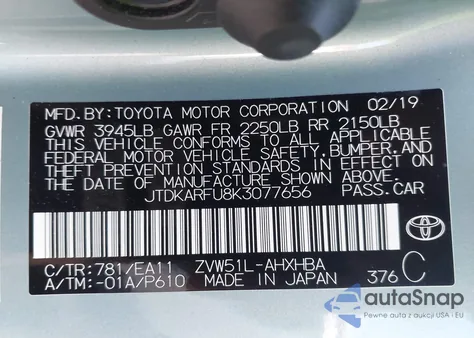 MFD.BY:TOYOTA MOTOR CORPORATION 02/19
GVWR 3945LB GAWR FR 2250LB RR 2150LB
THIS VEHICLE CONFORMS TO ALL APPLICABLE
FEDERAL MOTOR VEHICLE SAFETY, BUMPER, AND
THEFT PREVENTION STANDARDS IN EFFECT ON
THE DATE OF MANUFACTURE SHOWN ABOVE.
JTDKARFU8K3077656 PASS.CAR
TOYOTA
C/TR:781/EA11 ZVW51L-AHXHBA
A/TM:-01A/P610 MADE IN JAPAN 376 C
autoSnap
Pewne auta z USA i Kanady